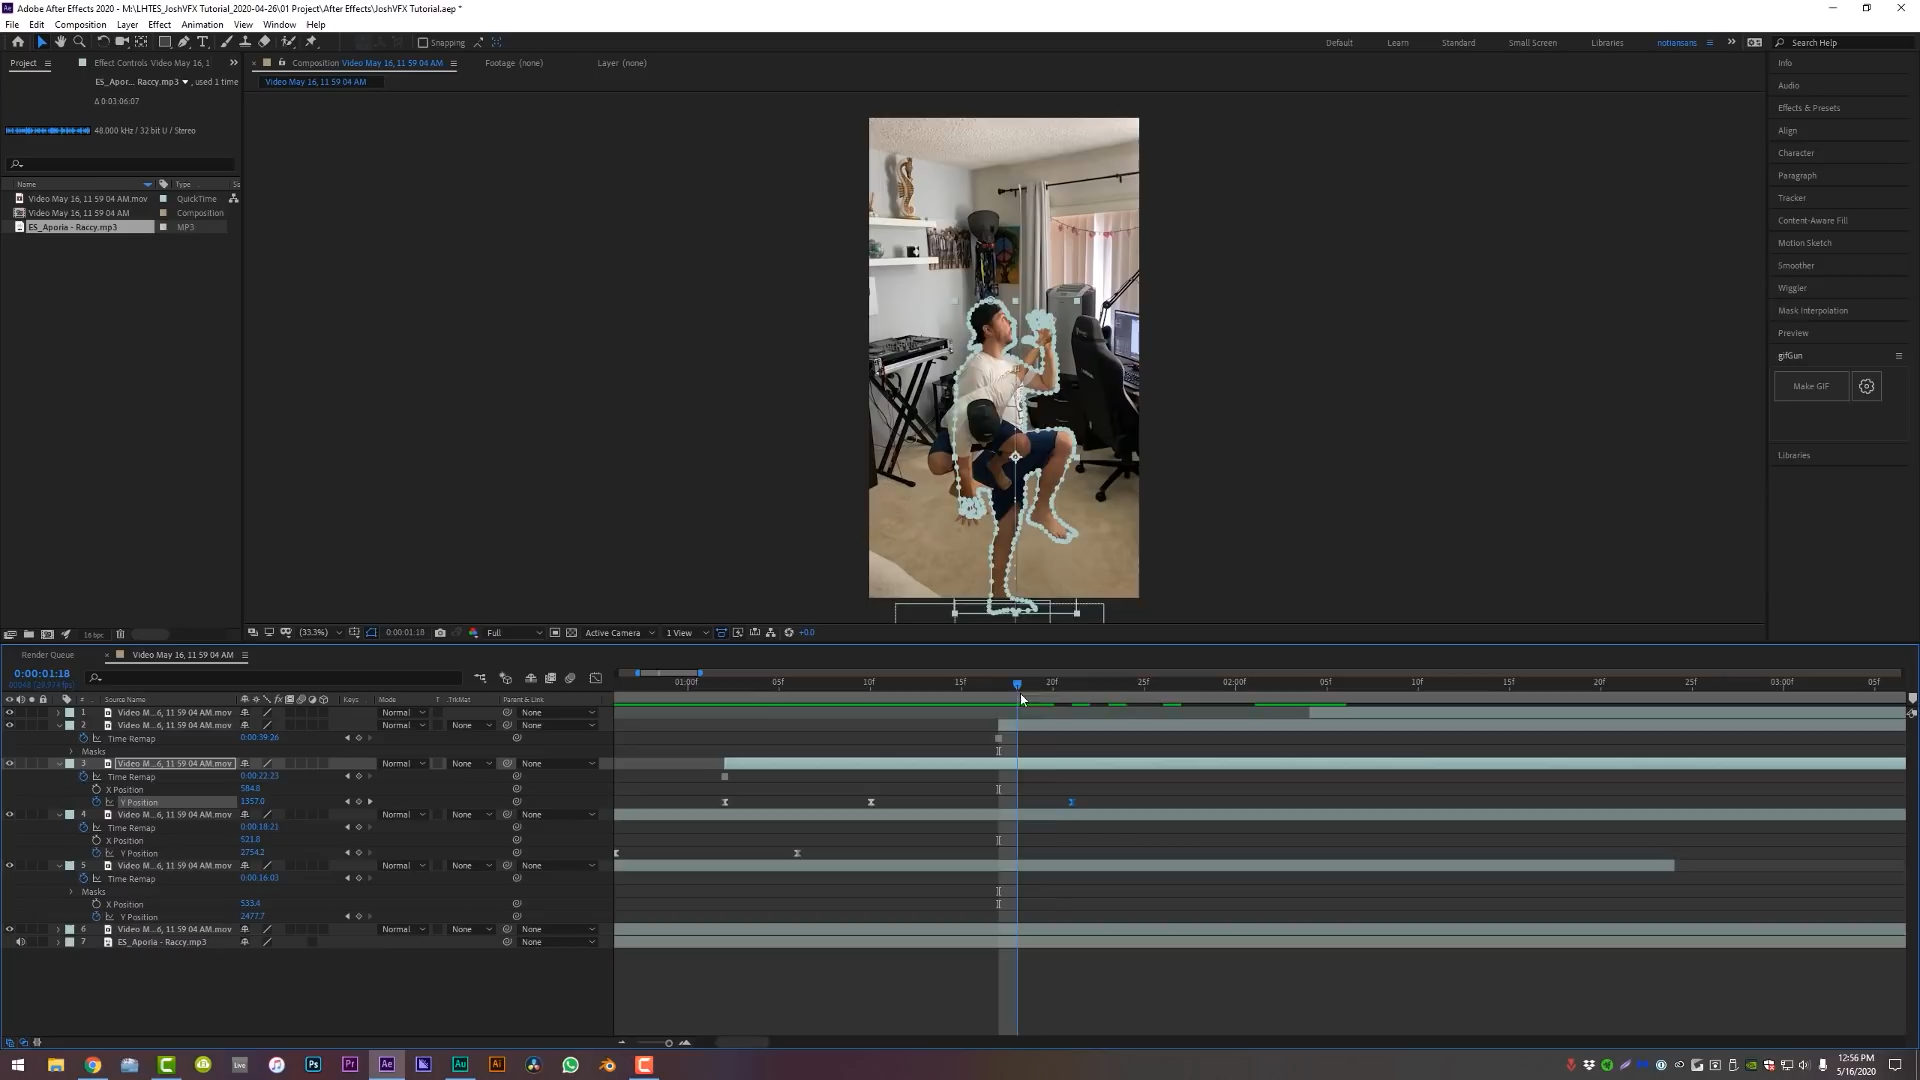 Adobe After Effects 2020 - M:\LHTES_JoshVFX Tutorial_2020-04-26\01 Project\After Effects\JoshVFX Tutorial.aep *
File Edit Composition Layer Effect Animation View Window Help
Snapping Default Learn Standard Small Screen Libraries notiansans Search Help
Project Effect Controls Video May 16, 1 Composition Video May 16, 11 59 04 AM Footage (none) Layer (none) Info
ES_Apor... Raccy.mp3 , used 1 time Video May 16, 11 59 04 AM
Δ 0:03:06:07
48.000 kHz / 32 bit U / Stereo
Name Type
Video May 16, 11 59 04 AM.mov QuickTime
Video May 16, 11 59 04 AM Composition
ES_Aporia - Raccy.mp3 MP3
Audio
Effects & Presets
Align
Character
Paragraph
Tracker
Content-Aware Fill
Motion Sketch
Smoother
Wiggler
Mask Interpolation
Preview
gifGun
Make GIF
Libraries
16 bpc (33.3%) 0:00:01:18 Full Active Camera 1 View +0.0
Render Queue Video May 16, 11 59 04 AM
0:00:01:18
01:00f 05f 10f 15f 20f 25f 02:00f 05f 10f 15f 20f 25f 03:00f 05f
# Source Name fx Keys Mode T .TrkMat Parent & Link
1 Video M...6, 11 59 04 AM.mov Normal None
2 Video M...6, 11 59 04 AM.mov Normal None None
Time Remap 0:00:39:26
Masks
3 Video M...6, 11 59 04 AM.mov Normal None None
Time Remap 0:00:22:23
X Position 584.8
Y Position 1357.0
4 Video M...6, 11 59 04 AM.mov Normal None None
Time Remap 0:00:18:21
X Position 521.8
Y Position 2754.2
5 Video M...6, 11 59 04 AM.mov Normal None None
Time Remap 0:00:16:03
Masks
X Position 533.4
Y Position 2477.7
6 Video M...6, 11 59 04 AM.mov Normal None None
7 ES_Aporia - Raccy.mp3 None
Live Ps Pr Ae Au Ai
12:56 PM
5/16/2020